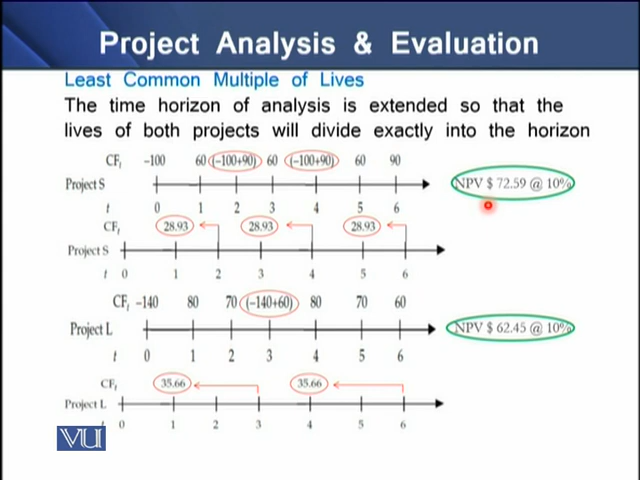 Project Analysis & Evaluation
Least Common Multiple of Lives
The time horizon of analysis is extended so that the
lives of both projects will divide exactly into the horizon
CFₜ -100 60 (-100+90) 60 (-100+90) 60 90
Project S NPV $ 72.59 @ 10%
t 0 1 2 3 4 5 6
CFₜ 28.93 28.93 28.93
Project S
t 0 1 2 3 4 5 6
CFₜ -140 80 70 (-140+60) 80 70 60
Project L NPV $ 62.45 @ 10%
t 0 1 2 3 4 5 6
CFₜ 35.66 35.66
Project L
t 0 1 2 3 4 5 6
VU